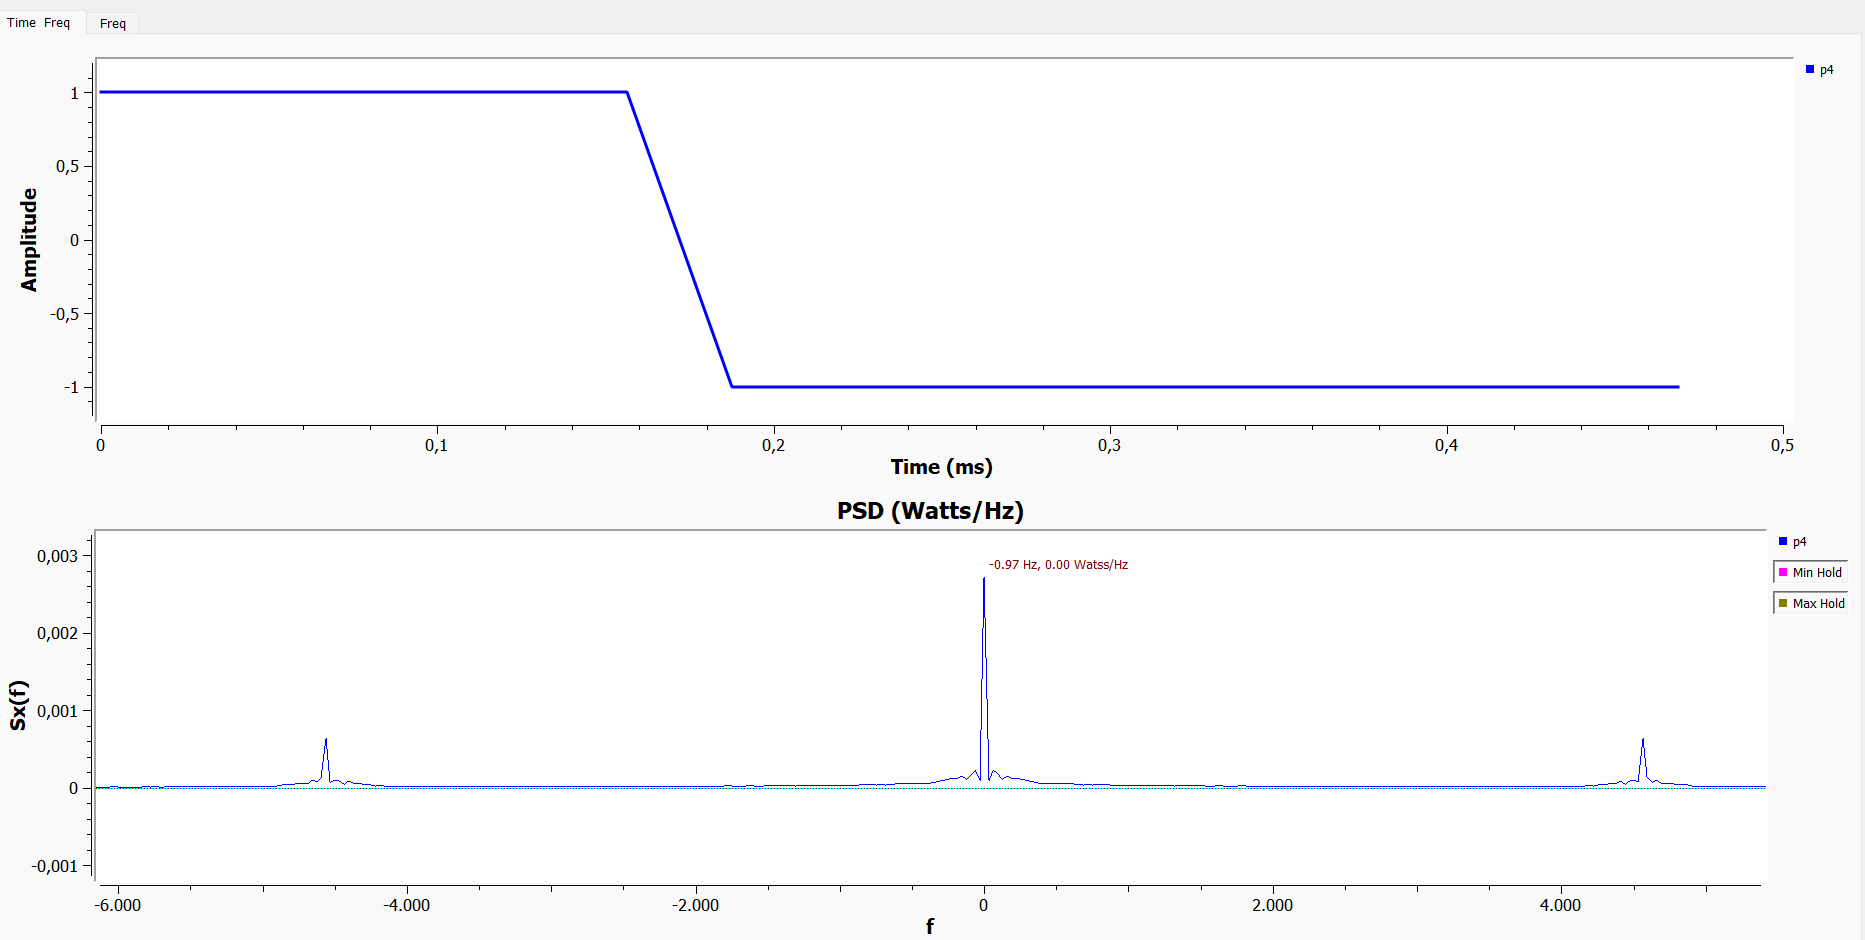 Time Freq
Freq
p4
Amplitude
1
0,5
0
-0,5
-1
0
0,1
0,2
0,3
0,4
0,5
Time (ms)
PSD (Watts/Hz)
Sx(f)
0,003
0,002
0,001
0
-0,001
-0.97 Hz, 0.00 Watss/Hz
p4
Min Hold
Max Hold
-6.000
-4.000
-2.000
0
2.000
4.000
f